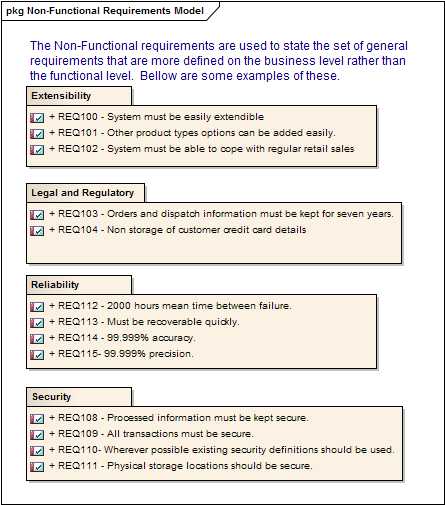 pkg Non-Functional Requirements Model
The Non-Functional requirements are used to state the set of general
requirements that are more defined on the business level rather than
the functional level.  Bellow are some examples of these.
Extensibility
+ REQ100 - System must be easily extendible
+ REQ101 - Other product types options can be added easily.
+ REQ102 - System must be able to cope with regular retail sales
Legal and Regulatory
+ REQ103 - Orders and dispatch information must be kept for seven years.
+ REQ104 - Non storage of customer credit card details
Reliability
+ REQ112 - 2000 hours mean time between failure.
+ REQ113 - Must be recoverable quickly.
+ REQ114 - 99.999% accuracy.
+ REQ115- 99.999% precision.
Security
+ REQ108 - Processed information must be kept secure.
+ REQ109 - All transactions must be secure.
+ REQ110- Wherever possible existing security definitions should be used.
+ REQ111 - Physical storage locations should be secure.